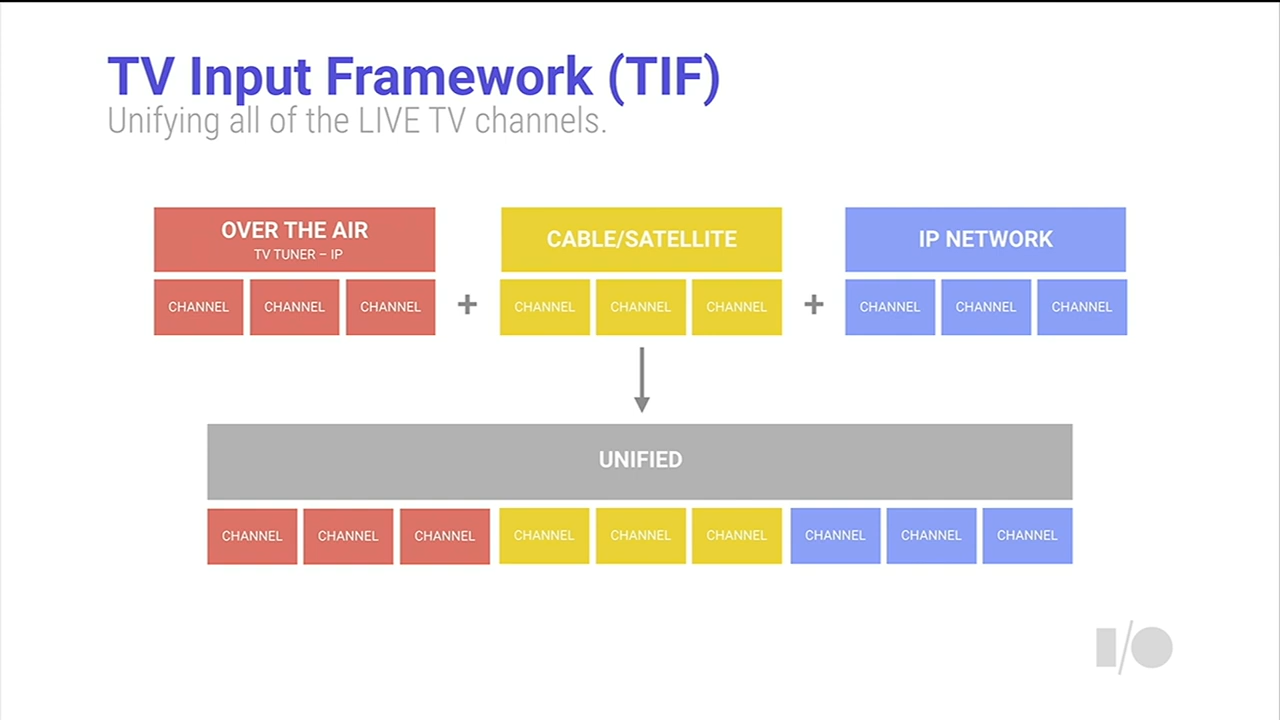 TV Input Framework (TIF)
Unifying all of the LIVE TV channels.
OVER THE AIR
TV TUNER – IP
CHANNEL CHANNEL CHANNEL
+
CABLE/SATELLITE
CHANNEL CHANNEL CHANNEL
+
IP NETWORK
CHANNEL CHANNEL CHANNEL
UNIFIED
CHANNEL CHANNEL CHANNEL CHANNEL CHANNEL CHANNEL CHANNEL CHANNEL CHANNEL
I/O